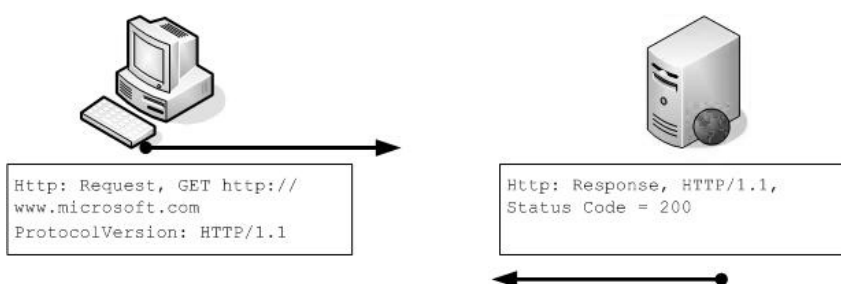 Http: Request, GET http://
www.microsoft.com
ProtocolVersion: HTTP/1.1
Http: Response, HTTP/1.1,
Status Code = 200